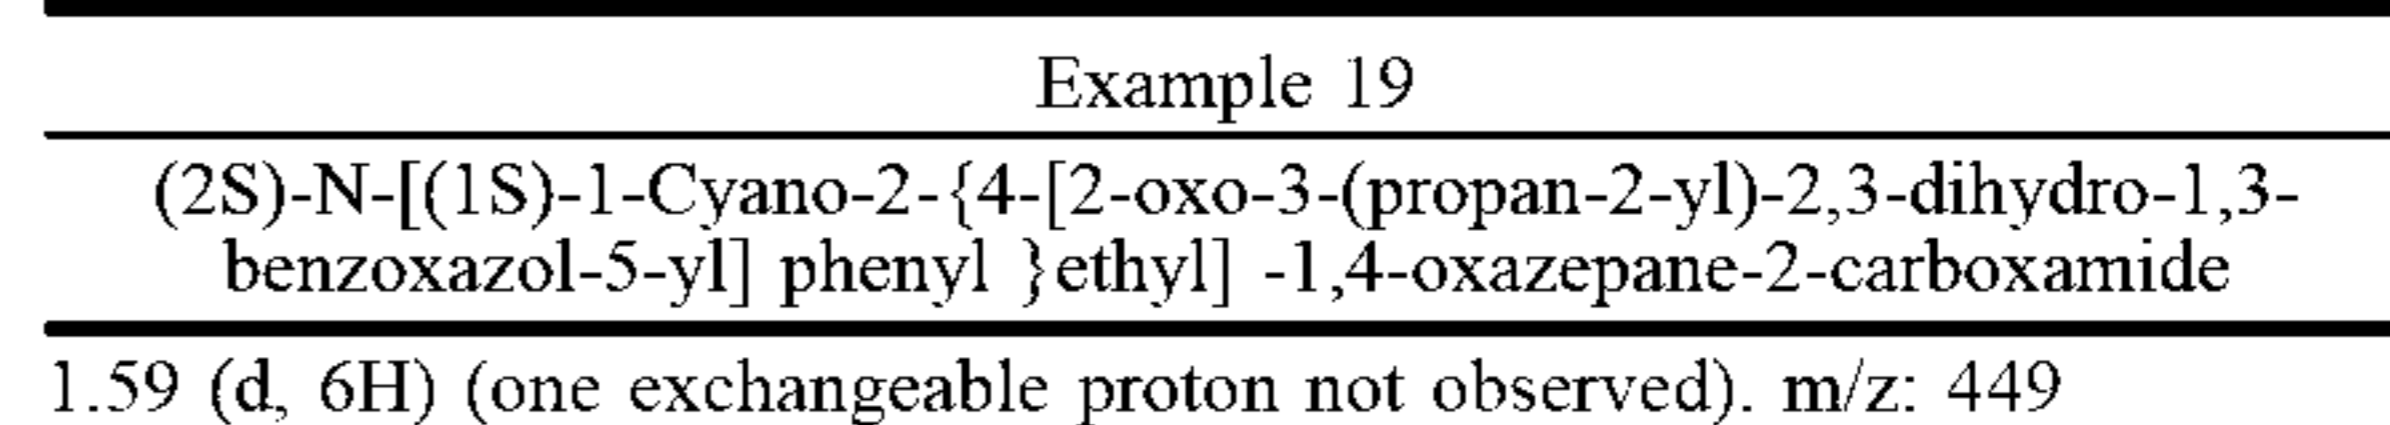 Example 19
(2S)-N-[(1S)-1-Cyano-2-{4-[2-oxo-3-(propan-2-yl)-2,3-dihydro-1,3-
benzoxazol-5-yl] phenyl }ethyl] -1,4-oxazepane-2-carboxamide
1.59 (d, 6H) (one exchangeable proton not observed). m/z: 449